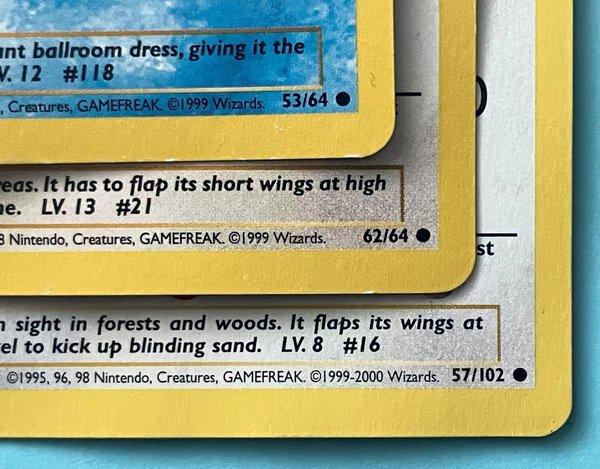 ant ballroom dress, giving it the
V. 12 #118
, Creatures, GAMEFREAK. ©1999 Wizards. 53/64 ●
eas. It has to flap its short wings at high
e. LV. 13 #21
8 Nintendo, Creatures, GAMEFREAK. ©1999 Wizards. 62/64 ●
st
n sight in forests and woods. It flaps its wings at
el to kick up blinding sand. LV. 8 #16
©1995, 96, 98 Nintendo, Creatures, GAMEFREAK. ©1999-2000 Wizards. 57/102 ●